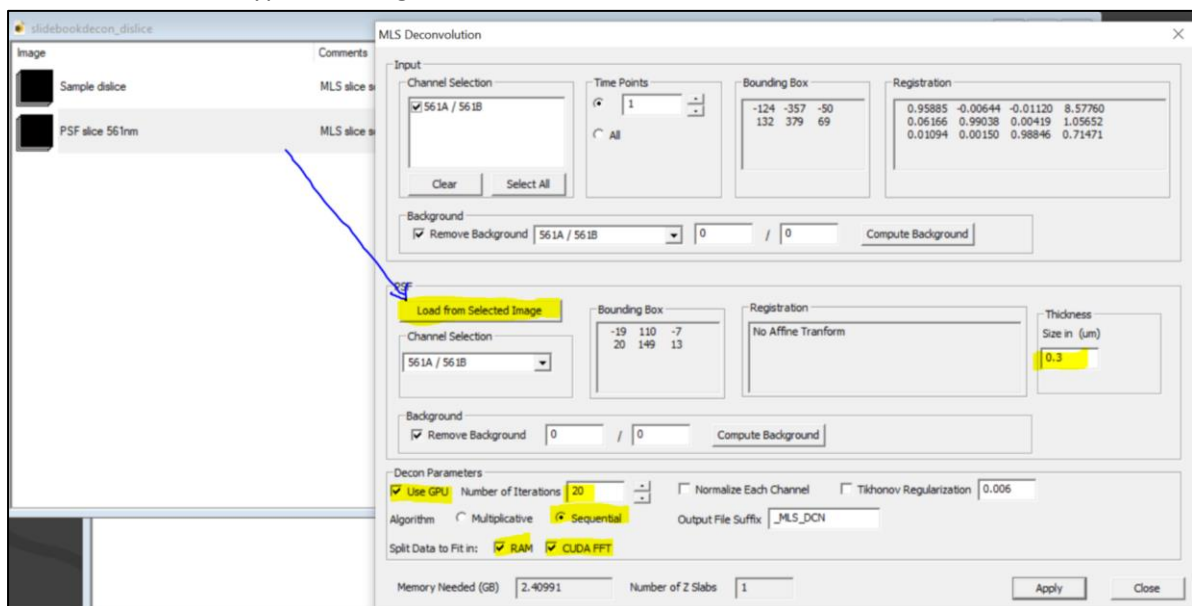 slidebookdecon_dislice
Image Comments
Sample dislice MLS slice
PSF slice 561nm MLS slice
MLS Deconvolution
Input
Channel Selection
561A / 561B
Clear Select All
Time Points
1
All
Bounding Box
-124 -357 -50
132 379 69
Registration
0.95885 -0.00644 -0.01120 8.57760
0.06166 0.99038 0.00419 1.05652
0.01094 0.00150 0.98846 0.71471
Background
Remove Background 561A / 561B 0 / 0 Compute Background
PSF
Load from Selected Image
Channel Selection
561A / 561B
Bounding Box
-19 110 -7
20 149 13
Registration
No Affine Tranform
Thickness
Size in (um)
0.3
Background
Remove Background 0 / 0 Compute Background
Decon Parameters
Use GPU Number of Iterations 20 Normalize Each Channel Tikhonov Regularization 0.006
Algorithm Multiplicative Sequential Output File Suffix _MLS_DCN
Split Data to Fit in: RAM CUDA FFT
Memory Needed (GB) 2.40991 Number of Z Slabs 1 Apply Close